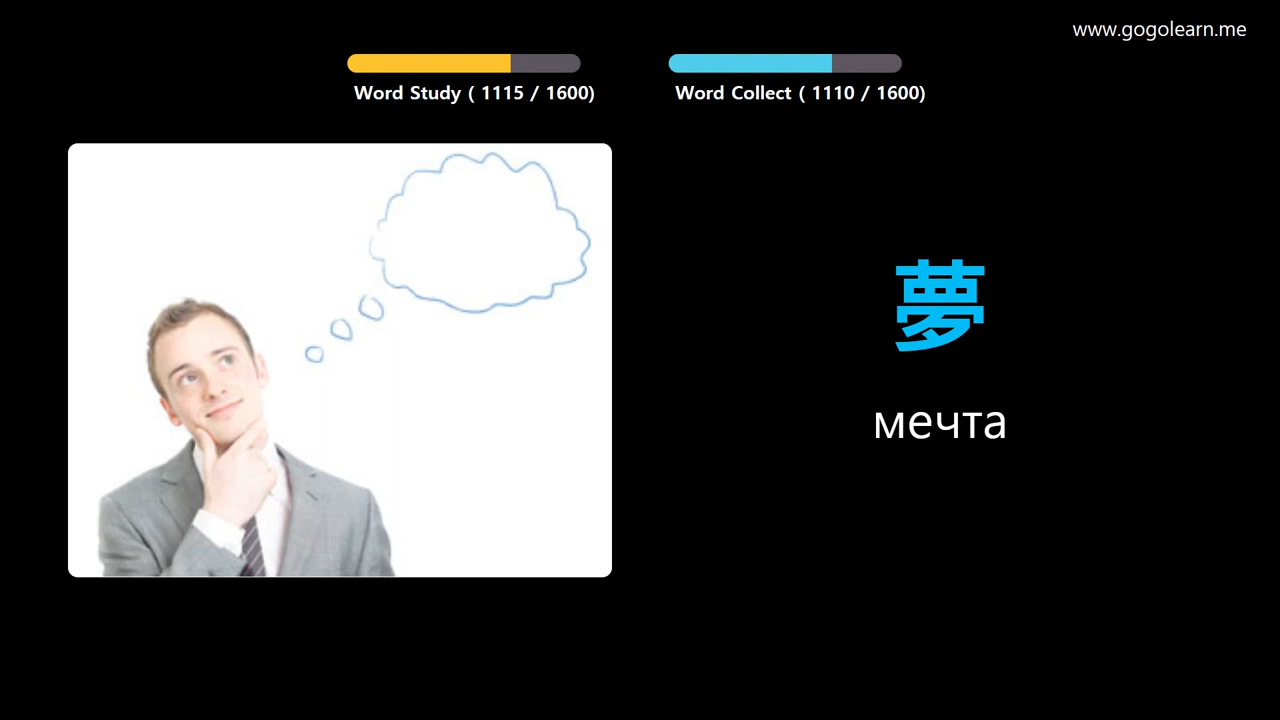 www.gogolearn.me
Word Study ( 1115 / 1600)
Word Collect ( 1110 / 1600)
夢
мечта